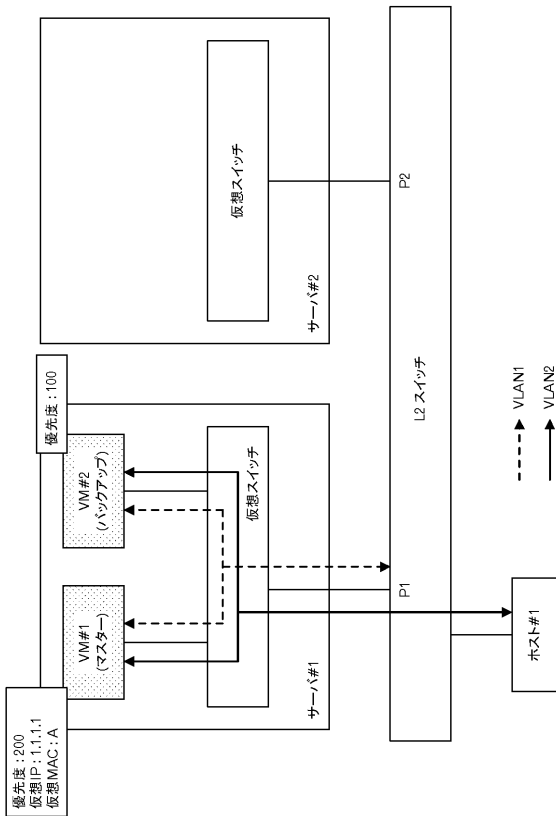 優先度：200
仮想IP：1.1.1.1
仮想MAC：A
VM#1
(マスター)
VM#2
(バックアップ)
優先度：100
仮想スイッチ
サーバ#1
仮想スイッチ
サーバ#2
P1
L2 スイッチ
P2
ホスト#1
VLAN1
VLAN2